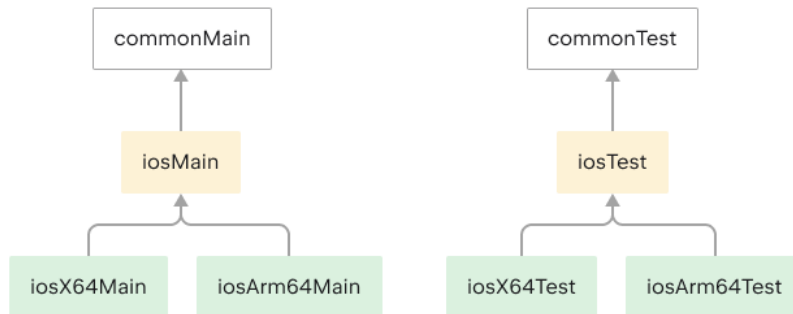 commonMain
commonTest
iosMain
iosTest
iosX64Main
iosArm64Main
iosX64Test
iosArm64Test